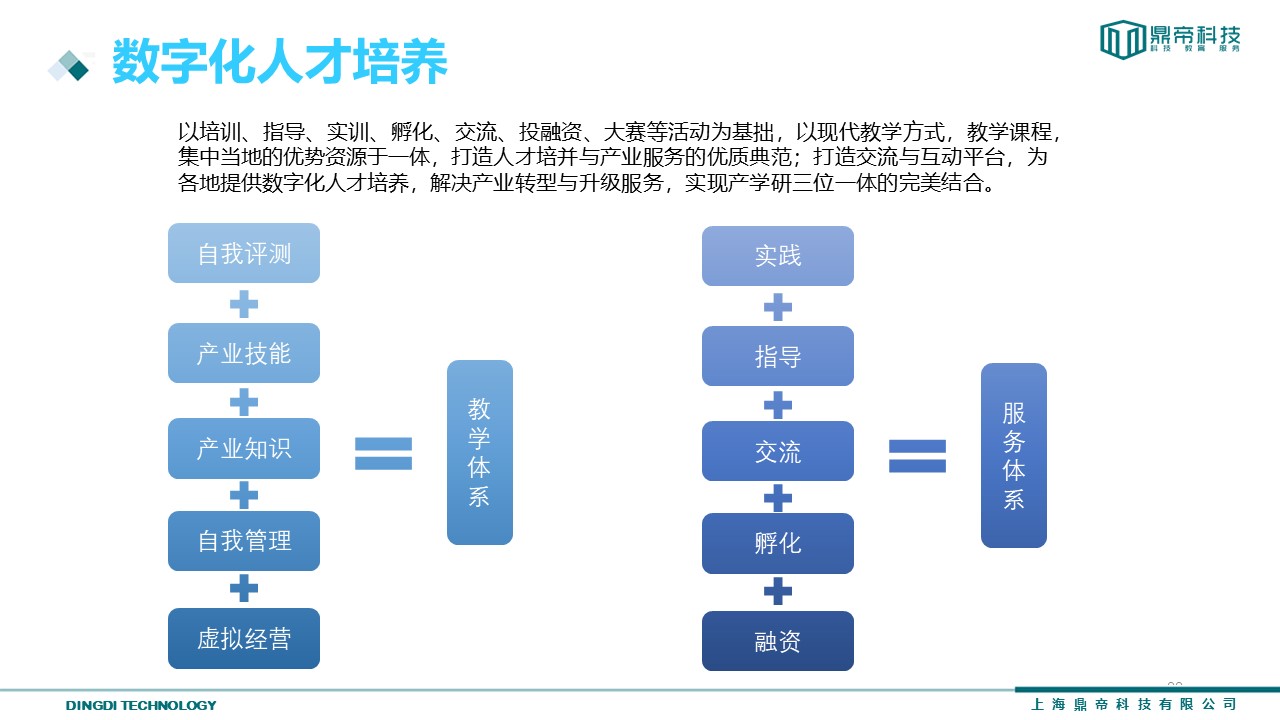 数字化人才培养
鼎帝科技
科技 教育 服务
以培训、指导、实训、孵化、交流、投融资、大赛等活动为基拙，以现代教学方式，教学课程，
集中当地的优势资源于一体，打造人才培并与产业服务的优质典范；打造交流与互动平台，为
各地提供数字化人才培养，解决产业转型与升级服务，实现产学研三位一体的完美结合。
自我评测
产业技能
产业知识
自我管理
虚拟经营
教学体系
实践
指导
交流
孵化
融资
服务体系
DINGDI TECHNOLOGY
上海鼎帝科技有限公司